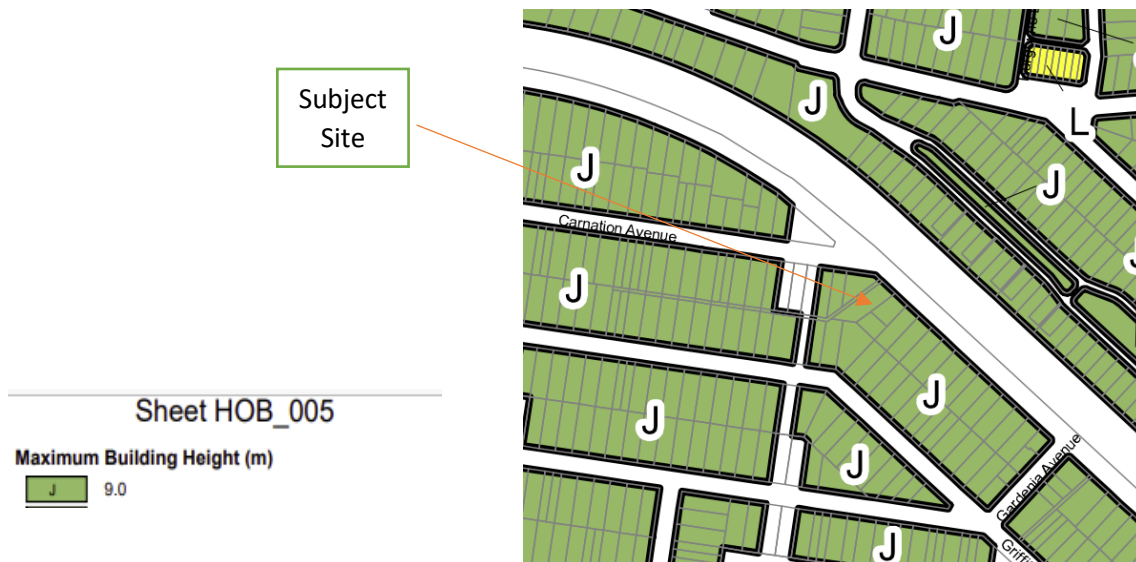 Subject
Site
Sheet HOB_005
Maximum Building Height (m)
J 9.0
J
J
L
J
J
J
Carnation Avenue
J
J
J
J
Gardenia Avenue
J